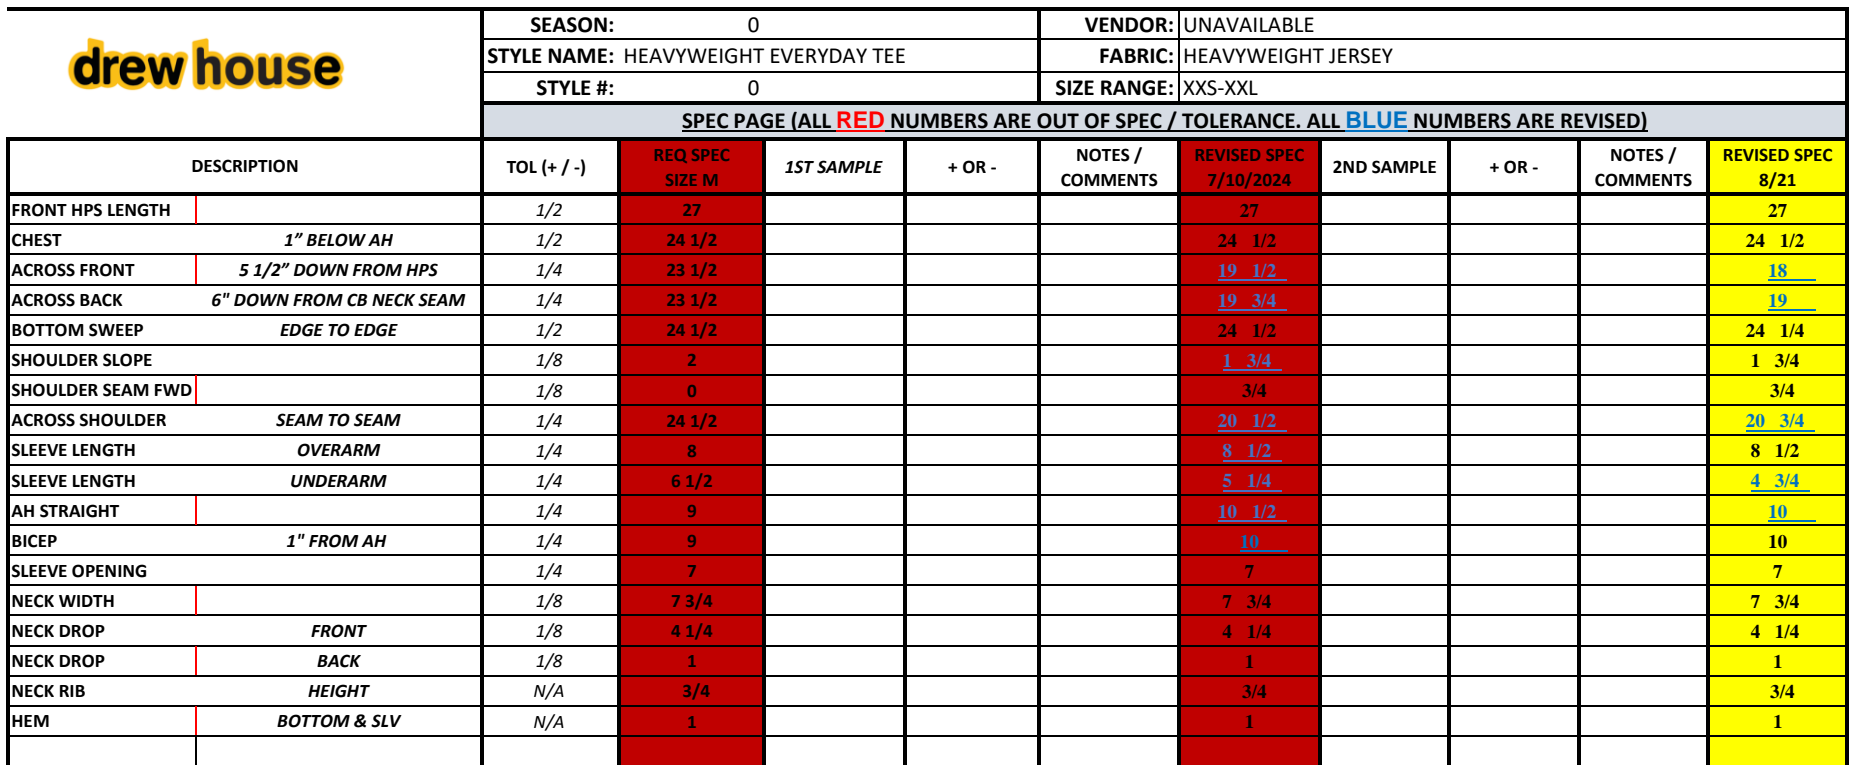 drew house
SEASON: 0 VENDOR: UNAVAILABLE
STYLE NAME: HEAVYWEIGHT EVERYDAY TEE FABRIC: HEAVYWEIGHT JERSEY
STYLE #: 0 SIZE RANGE: XXS-XXL
SPEC PAGE (ALL RED NUMBERS ARE OUT OF SPEC / TOLERANCE. ALL BLUE NUMBERS ARE REVISED)
DESCRIPTION TOL (+ / -) REQ SPEC SIZE M 1ST SAMPLE + OR - NOTES / COMMENTS REVISED SPEC 7/10/2024 2ND SAMPLE + OR - NOTES / COMMENTS REVISED SPEC 8/21
FRONT HPS LENGTH 1/2 27 27 27
CHEST 1” BELOW AH 1/2 24 1/2 24 1/2 24 1/2
ACROSS FRONT 5 1/2” DOWN FROM HPS 1/4 23 1/2 19 1/2 18
ACROSS BACK 6" DOWN FROM CB NECK SEAM 1/4 23 1/2 19 3/4 19
BOTTOM SWEEP EDGE TO EDGE 1/2 24 1/2 24 1/2 24 1/4
SHOULDER SLOPE 1/8 2 1 3/4 1 3/4
SHOULDER SEAM FWD 1/8 0 3/4 3/4
ACROSS SHOULDER SEAM TO SEAM 1/4 24 1/2 20 1/2 20 3/4
SLEEVE LENGTH OVERARM 1/4 8 8 1/2 8 1/2
SLEEVE LENGTH UNDERARM 1/4 6 1/2 5 1/4 4 3/4
AH STRAIGHT 1/4 9 10 1/2 10
BICEP 1" FROM AH 1/4 9 10 10
SLEEVE OPENING 1/4 7 7 7
NECK WIDTH 1/8 7 3/4 7 3/4 7 3/4
NECK DROP FRONT 1/8 4 1/4 4 1/4 4 1/4
NECK DROP BACK 1/8 1 1 1
NECK RIB HEIGHT N/A 3/4 3/4 3/4
HEM BOTTOM & SLV N/A 1 1 1